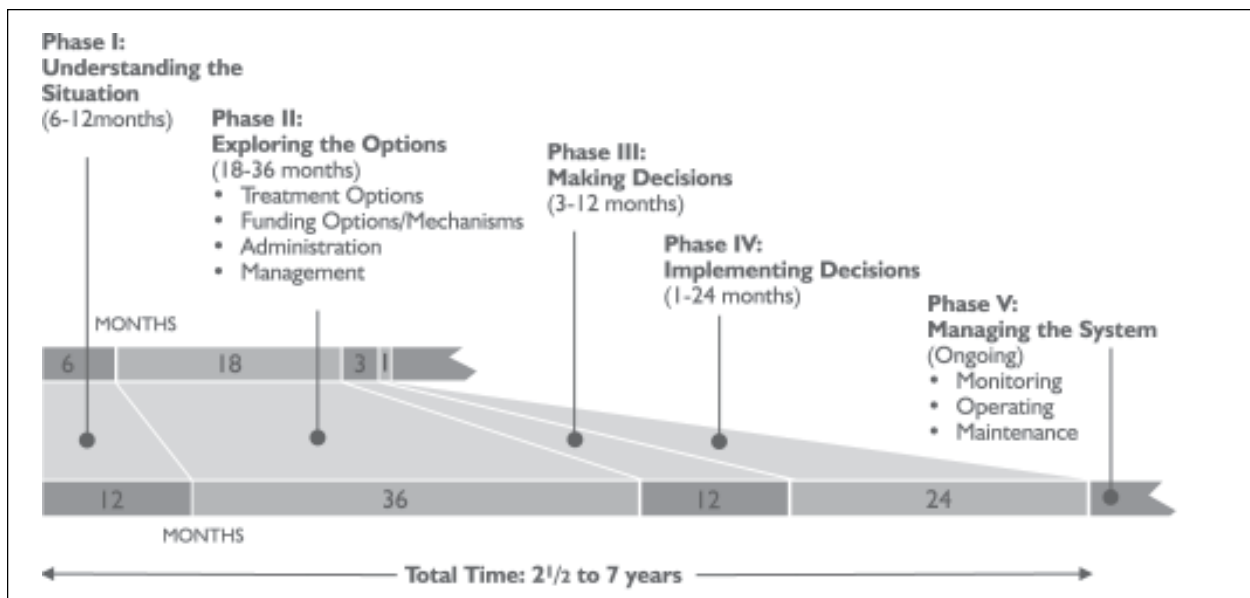 Phase I:
Understanding the
Situation
(6-12months)
Phase II:
Exploring the Options
(18-36 months)
• Treatment Options
• Funding Options/Mechanisms
• Administration
• Management
Phase III:
Making Decisions
(3-12 months)
Phase IV:
Implementing Decisions
(1-24 months)
Phase V:
Managing the System
(Ongoing)
• Monitoring
• Operating
• Maintenance
MONTHS
6 18 3 1
12 36 12 24
MONTHS
Total Time: 2 1/2 to 7 years